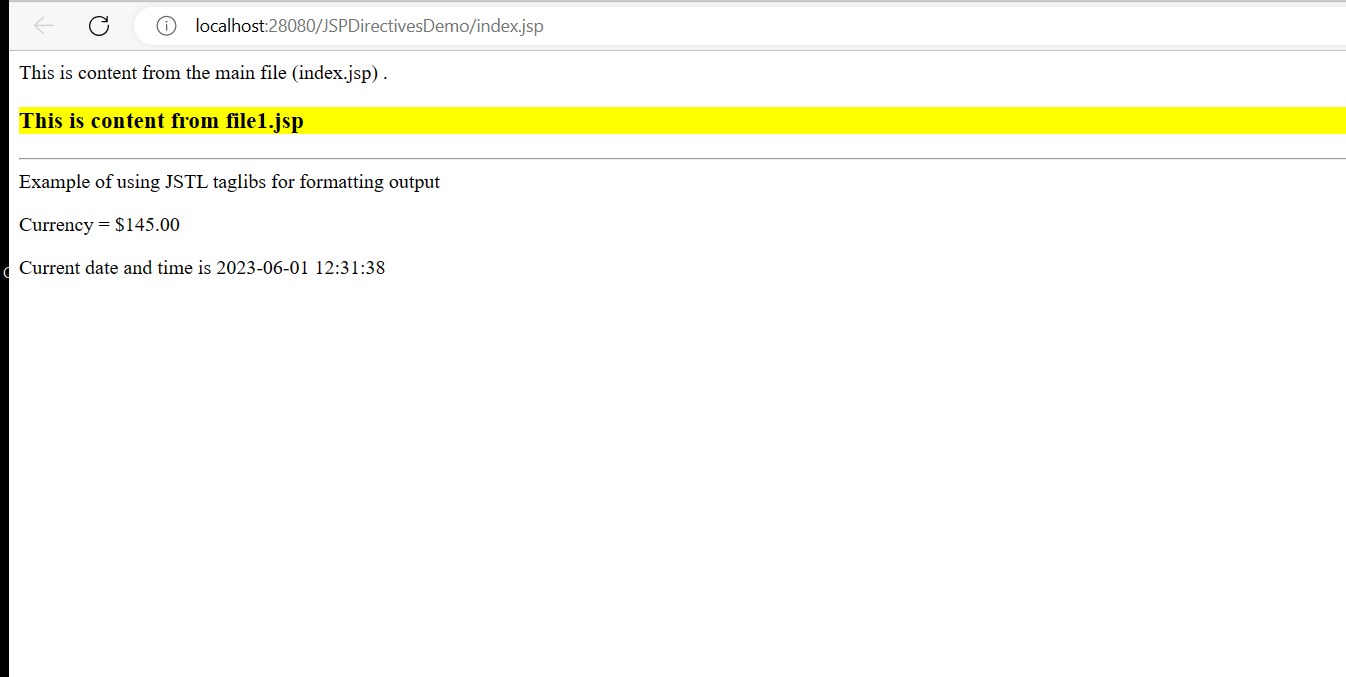 localhost:28080/JSPDirectivesDemo/index.jsp
This is content from the main file (index.jsp) .
This is content from file1.jsp
Example of using JSTL taglibs for formatting output
Currency = $145.00
Current date and time is 2023-06-01 12:31:38